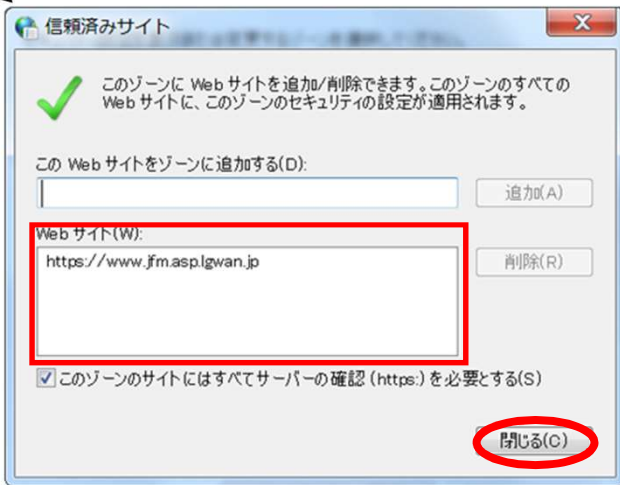 信頼済みサイト
このゾーンに Web サイトを追加/削除できます。このゾーンのすべての
Web サイトに、このゾーンのセキュリティの設定が適用されます。
この Web サイトをゾーンに追加する(D):
追加(A)
Web サイト(W):
https://www.jfm.asp.lgwan.jp
削除(R)
このゾーンのサイトにはすべてサーバーの確認 (https:) を必要とする(S)
閉じる(C)